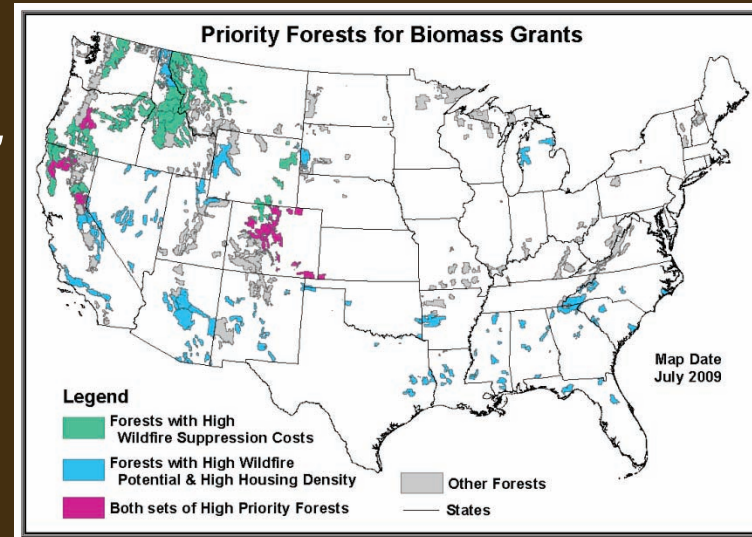 Priority Forests for Biomass Grants
Map Date
July 2009
Legend
Forests with High
Wildfire Suppression Costs
Forests with High Wildfire
Potential & High Housing Density
Both sets of High Priority Forests
Other Forests
States